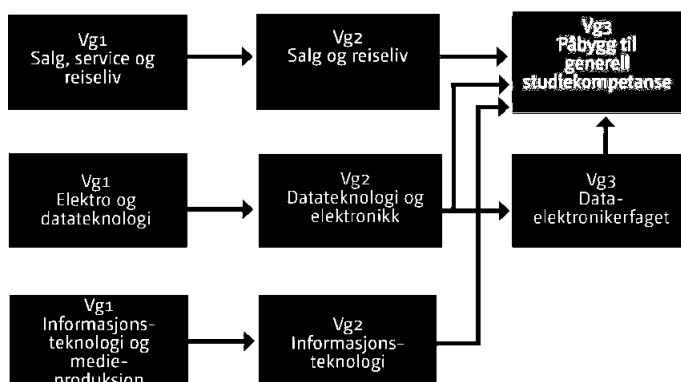 Vg1
Salg, service og
reiseliv
Vg2
Salg og reiseliv
Vg3
Påbygg til
generell
studiekompetanse
Vg1
Elektro og
datateknologi
Vg2
Datateknologi og
elektronikk
Vg3
Data-
elektronikerfaget
Vg1
Informasjons-
teknologi og
medie-
produksjon
Vg2
Informasjons-
teknologi